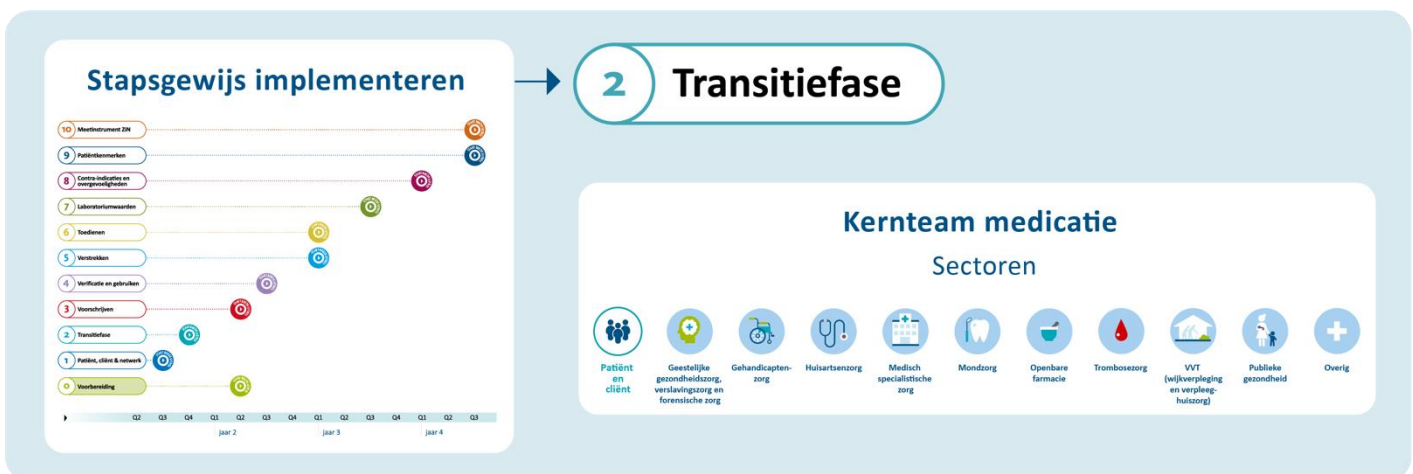 Stapsgewijs implementeren
10 Meetinstrument ZiN
9 Patiëntkenmerken
8 Contra-indicaties en
overgevoeligheden
7 Laboratoriumwaarden
6 Toedienen
5 Verstrekken
4 Verificatie en gebruiken
3 Voorschrijven
2 Transitiefase
1 Patiënt, cliënt & netwerk
0 Voorbereiding
Q2 Q3 Q4 Q1 Q2 Q3 Q4 Q1 Q2 Q3 Q4 Q1 Q2 Q3
jaar 2 jaar 3 jaar 4
2 Transitiefase
Kernteam medicatie
Sectoren
Patiënt
en
cliënt
Geestelijke
gezondheidszorg,
verslavingszorg en
forensische zorg
Gehandicapten-
zorg
Huisartsenzorg
Medisch
specialistische
zorg
Mondzorg
Openbare
farmacie
Trombosezorg
VVT
(wijkverpleging
en verpleeg-
huiszorg)
Publieke
gezondheid
Overig